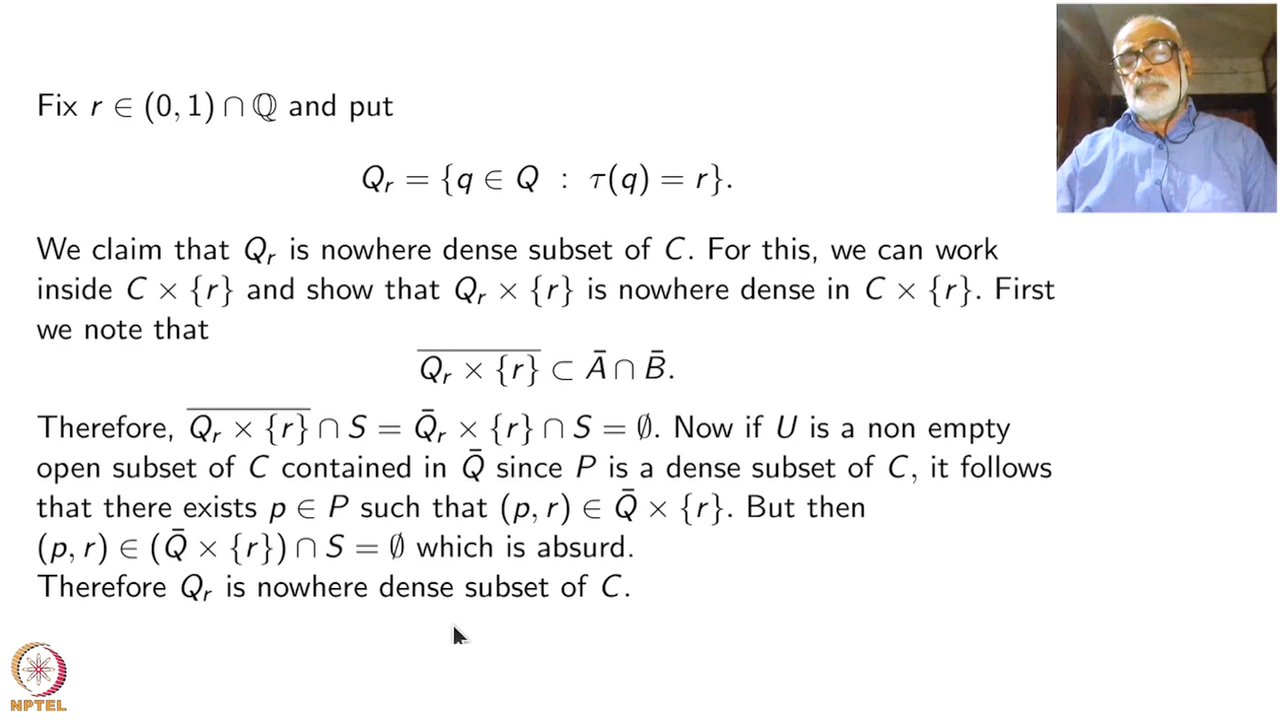 Fix r ∈ (0, 1) ∩ ℚ and put
Q_r = {q ∈ Q : τ(q) = r}.
We claim that Q_r is nowhere dense subset of C. For this, we can work
inside C × {r} and show that Q_r × {r} is nowhere dense in C × {r}. First
we note that
\overline{Q_r × {r}} ⊂ Ā ∩ B̄.
Therefore, \overline{Q_r × {r}} ∩ S = Q̄_r × {r} ∩ S = ∅. Now if U is a non empty
open subset of C contained in Q̄ since P is a dense subset of C, it follows
that there exists p ∈ P such that (p, r) ∈ Q̄ × {r}. But then
(p, r) ∈ (Q̄ × {r}) ∩ S = ∅ which is absurd.
Therefore Q_r is nowhere dense subset of C.
NPTEL